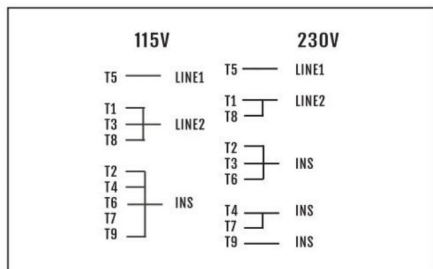 115V
T5 LINE1
T1
T3 LINE2
T8
T2
T4
T6 INS
T7
T9
230V
T5 LINE1
T1 LINE2
T8
T2
T3 INS
T6
T4 INS
T7
T9 INS